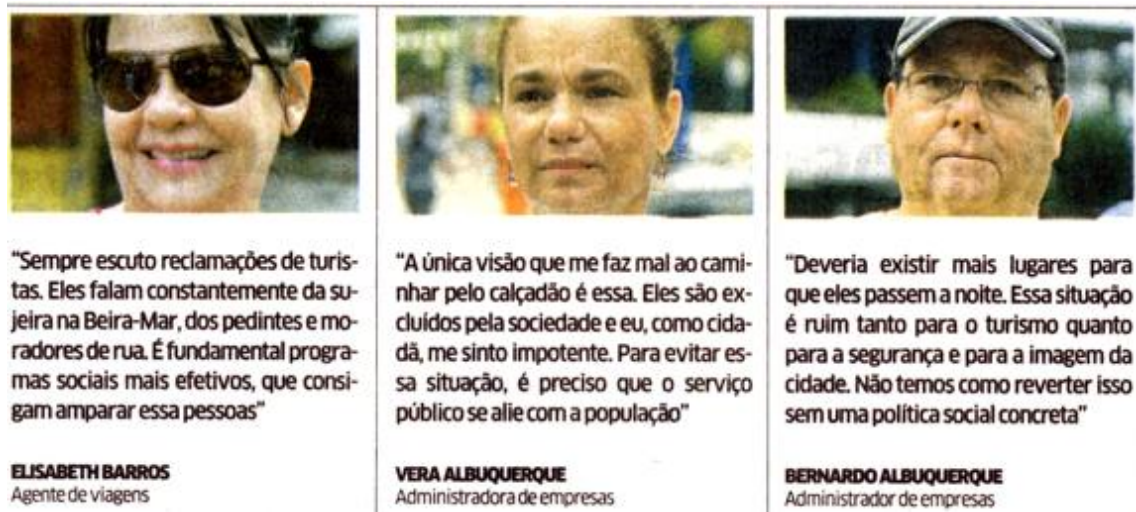 “Sempre escuto reclamações de turis-
tas. Eles falam constantemente da su-
jeira na Beira-Mar, dos pedintes e mo-
radores de rua. É fundamental progra-
mas sociais mais efetivos, que consi-
gam amparar essa pessoas”
ELISABETH BARROS
Agente de viagens
“A única visão que me faz mal ao cami-
nhar pelo calçadão é essa. Eles são ex-
cluídos pela sociedade e eu, como cida-
dã, me sinto impotente. Para evitar es-
sa situação, é preciso que o serviço
público se alie com a população”
VERA ALBUQUERQUE
Administradora de empresas
“Deveria existir mais lugares para
que eles passem a noite. Essa situação
é ruim tanto para o turismo quanto
para a segurança e para a imagem da
cidade. Não temos como reverter isso
sem uma política social concreta”
BERNARDO ALBUQUERQUE
Administrador de empresas